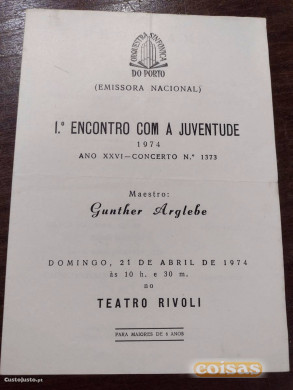 ORQUESTRA SINFÓNICA
DO PORTO
(EMISSORA NACIONAL)
I.º ENCONTRO COM A JUVENTUDE
1974
ANO XXVI—CONCERTO N.º 1373
Maestro:
Gunther Arglebe
DOMINGO, 21 DE ABRIL DE 1974
às 10 h. e 30 m.
no
TEATRO RIVOLI
PARA MAIORES DE 6 ANOS
Custojusto.pt
coisas